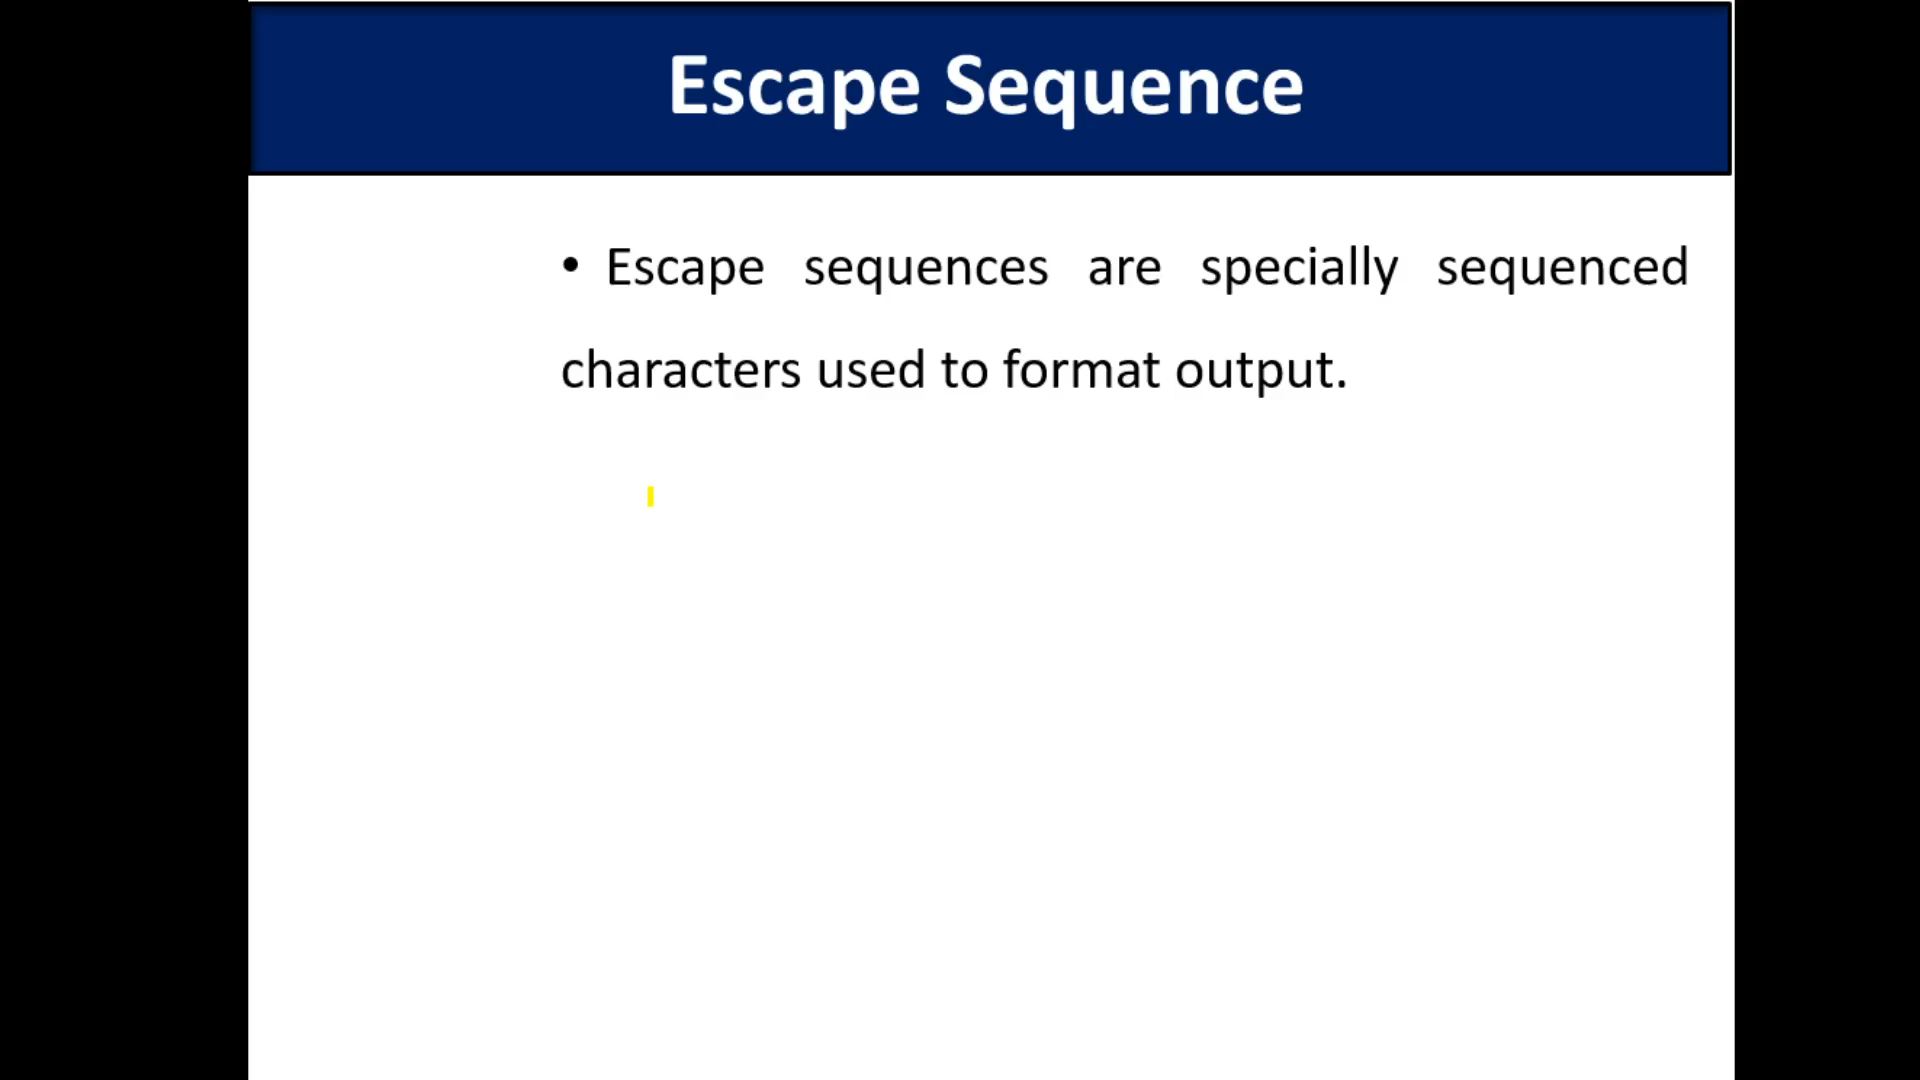 Escape Sequence
• Escape sequences are specially sequenced
characters used to format output.